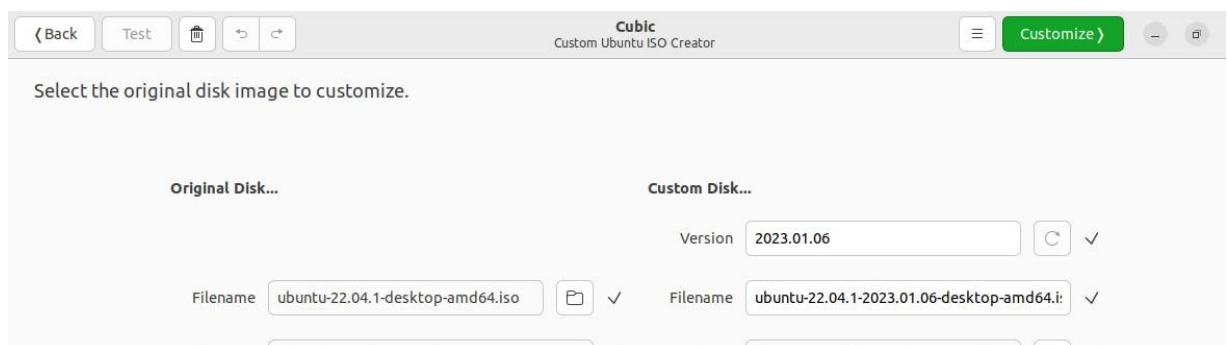 ❬Back
Test
Cubic
Custom Ubuntu ISO Creator
Customize❭
Select the original disk image to customize.
Original Disk...
Custom Disk...
Version 2023.01.06
Filename ubuntu-22.04.1-desktop-amd64.iso
Filename ubuntu-22.04.1-2023.01.06-desktop-amd64.i